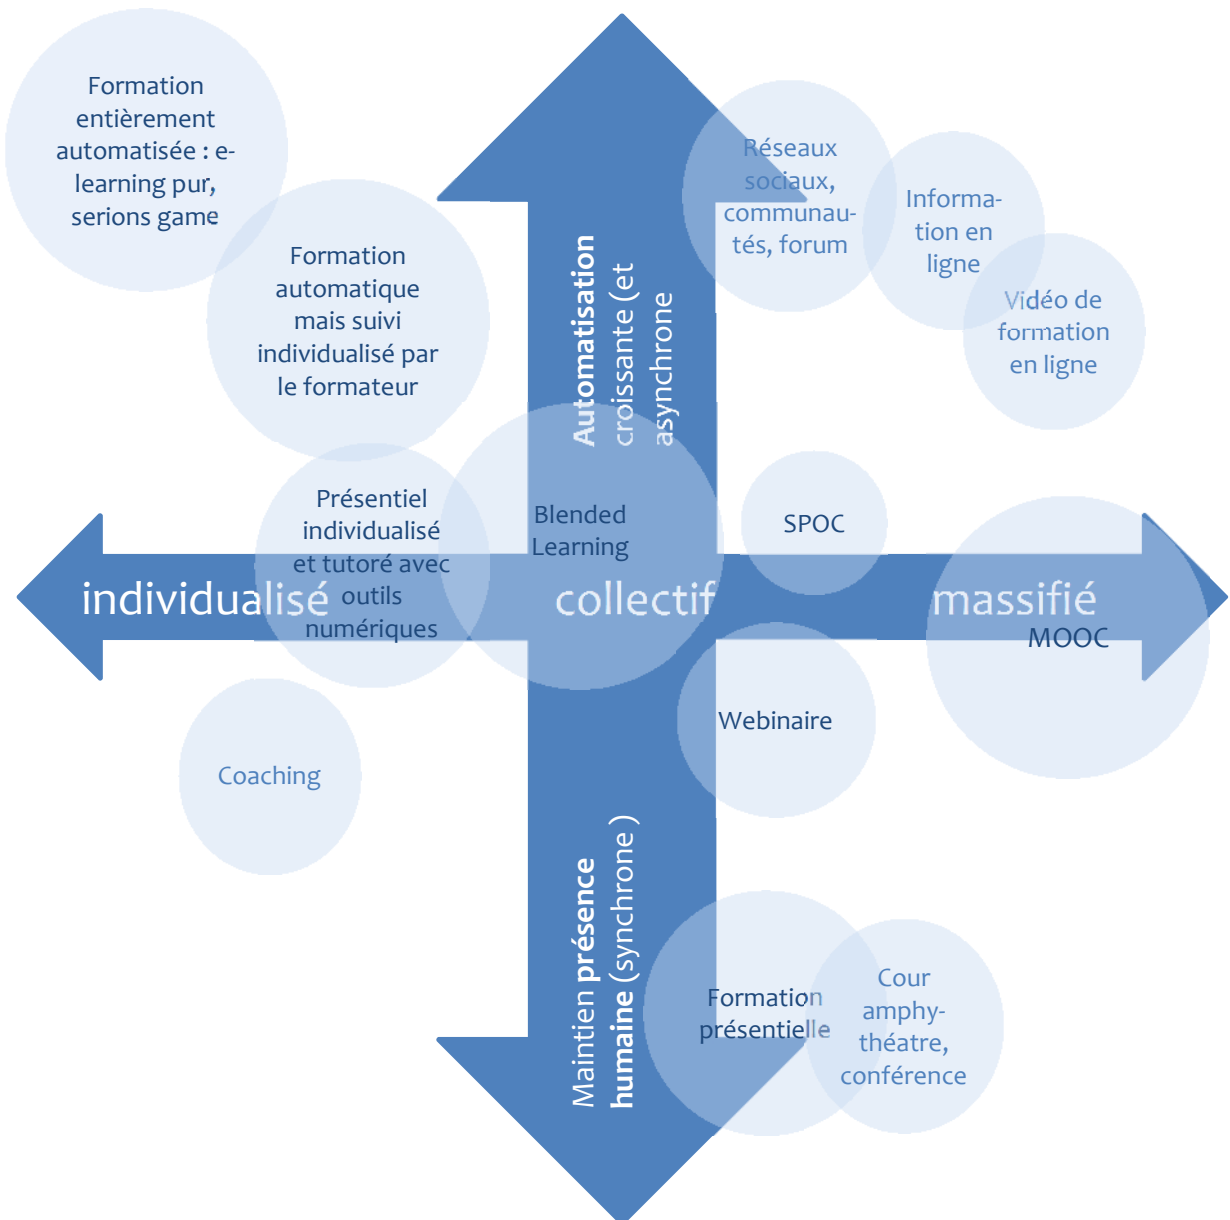 Formation
entièrement
automatisée : e-
learning pur,
serions game
Formation
automatique
mais suivi
individualisé par
le formateur
Réseaux
sociaux,
communau-
tés, forum
Informa-
tion en
ligne
Vidéo de
formation
en ligne
Automatisation
croissante (et
asynchrone
Présentiel
individualisé
et tutoré avec
outils
numériques
Blended
Learning
SPOC
individualisé
collectif
massifié
MOOC
Webinaire
Coaching
Maintien présence
humaine (synchrone )
Formation
présentielle
Cour
amphy-
théatre,
conférence